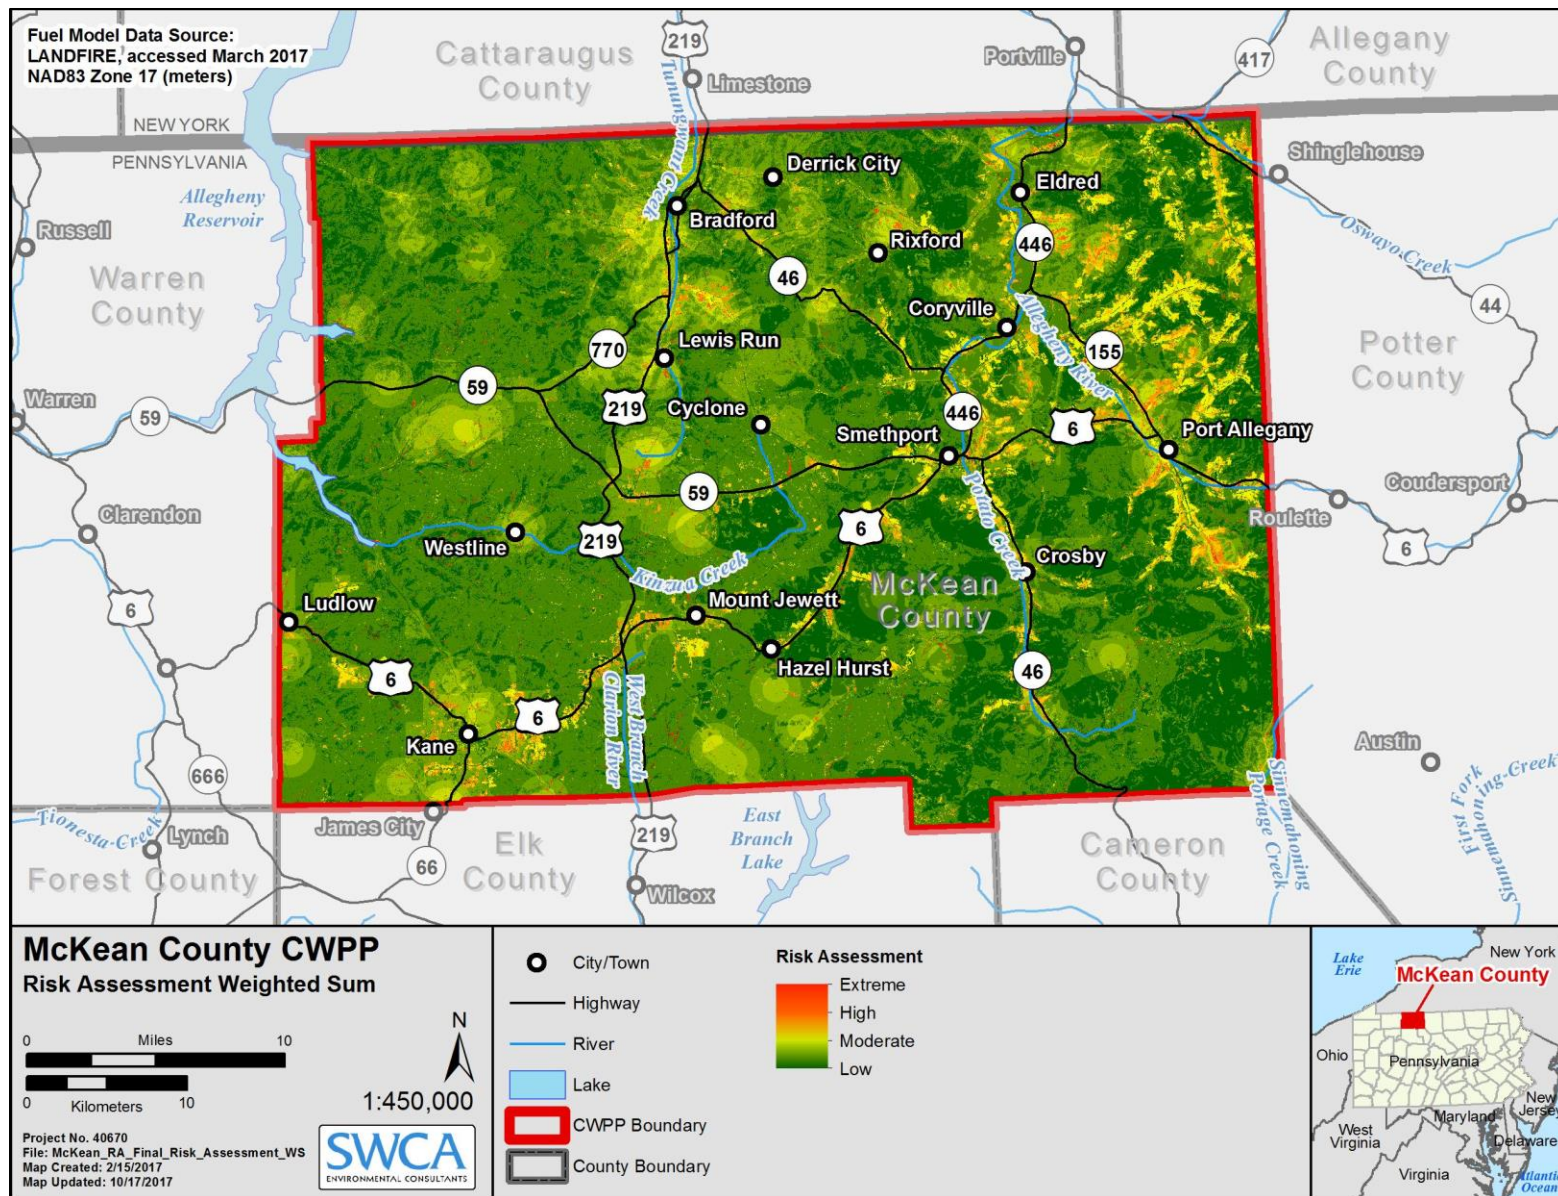 Fuel Model Data Source:
LANDFIRE, accessed March 2017
NAD83 Zone 17 (meters)
Cattaraugus
County
219
Limestone
Tunungwant Creek
Portville
417
Allegany
County
NEW YORK
PENNSYLVANIA
Allegheny
Reservoir
Russell
Warren
County
Derrick City
Bradford
Eldred
Shinglehouse
Rixford
446
46
Oswayo Creek
Coryville
Allegheny River
44
Lewis Run
770
155
Potter
County
59
219
Cyclone
446
Warren
59
Smethport
6
Port Allegany
59
Potato Creek
Coudersport
Roulette
6
Clarendon
Westline
219
6
Kinzua Creek
Crosby
McKean
County
6
Ludlow
Mount Jewett
Hazel Hurst
46
6
6
West Branch
Clarion River
Kane
Austin
666
Sinnemahoning
Portage Creek
First Fork
Sinnemahoning-Creek
Tionesta-Creek
Lynch
James City
Elk
County
66
219
East
Branch
Lake
Cameron
County
Forest County
Wilcox
McKean County CWPP
Risk Assessment Weighted Sum
0 Miles 10
0 Kilometers 10
N
1:450,000
Project No. 40670
File: McKean_RA_Final_Risk_Assessment_WS
Map Created: 2/15/2017
Map Updated: 10/17/2017
SWCA
ENVIRONMENTAL CONSULTANTS
City/Town
Highway
River
Lake
CWPP Boundary
County Boundary
Risk Assessment
Extreme
High
Moderate
Low
Lake
Erie
New York
McKean County
Ohio
Pennsylvania
New
Jersey
Maryland
West
Virginia
Delaware
Virginia
Atlantic
Ocean